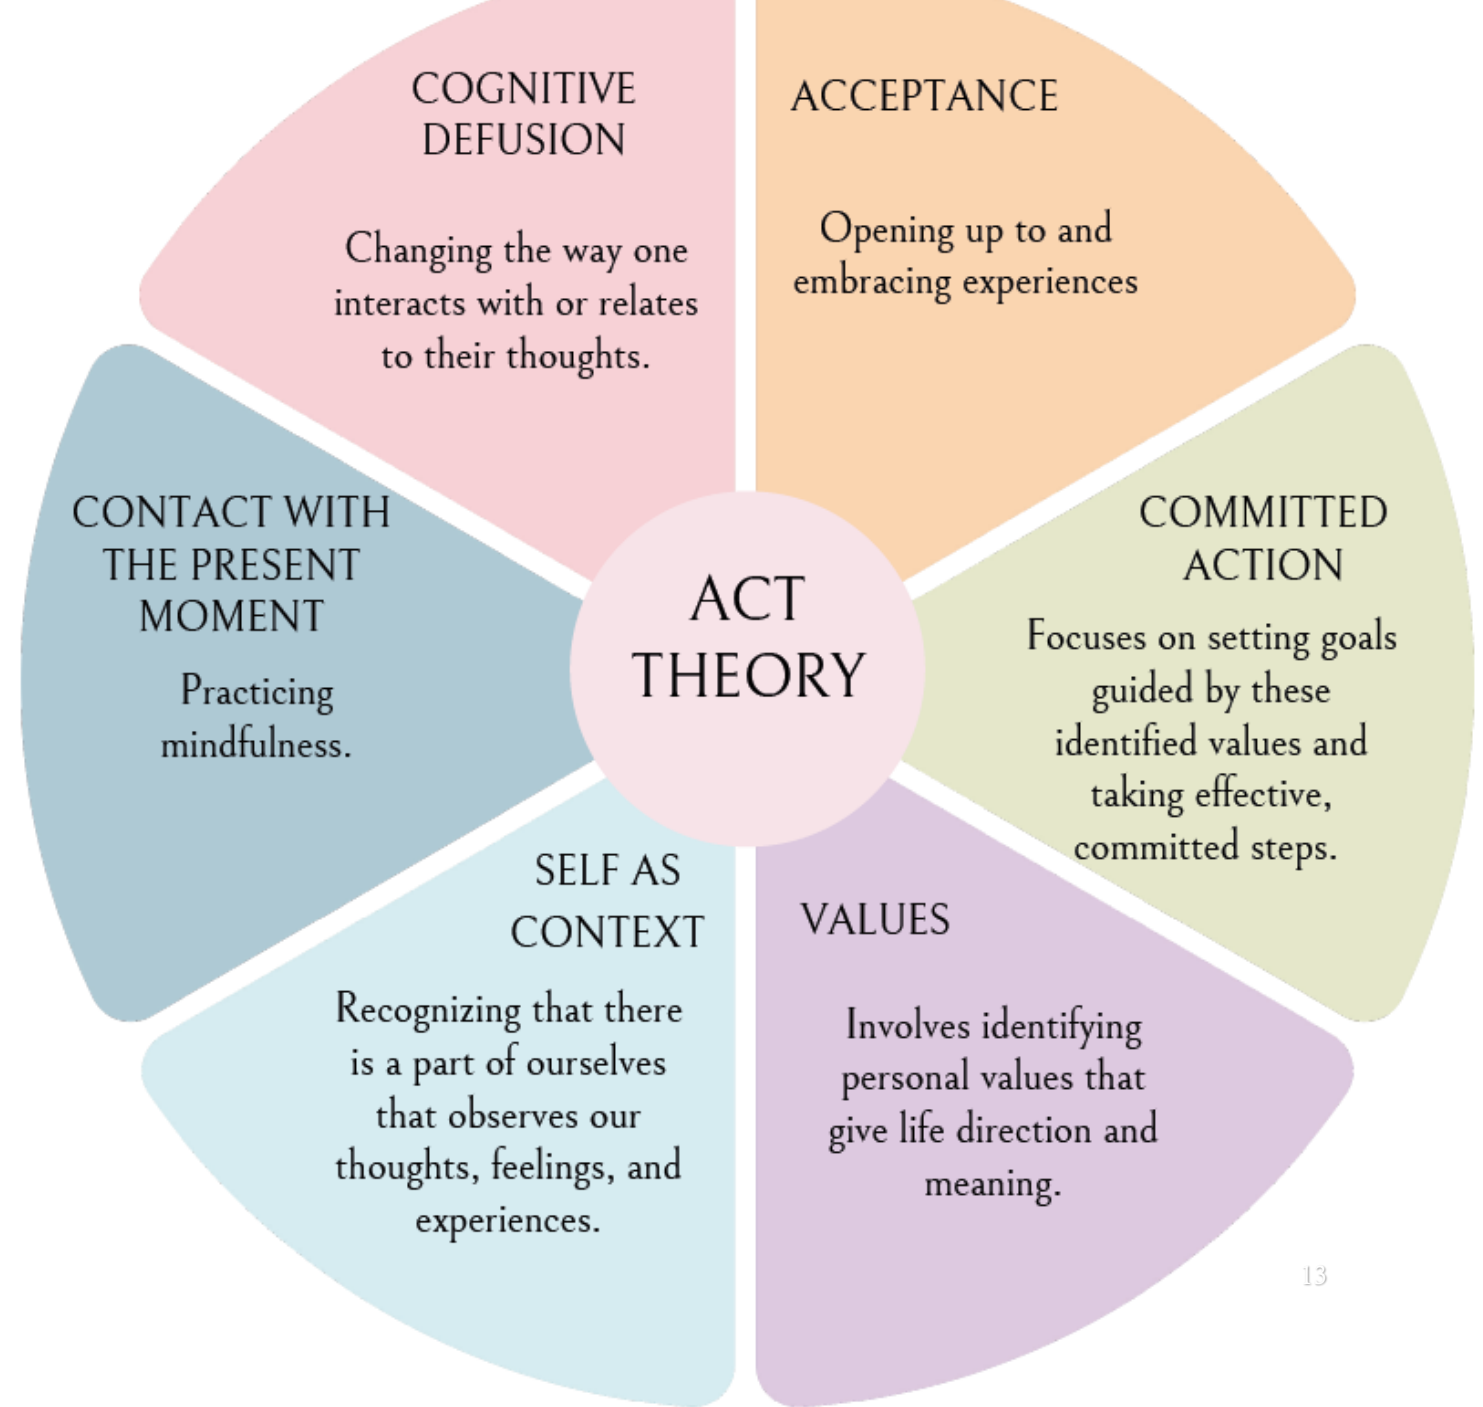 COGNITIVE
DEFUSION
Changing the way one
interacts with or relates
to their thoughts.
ACCEPTANCE
Opening up to and
embracing experiences
CONTACT WITH
THE PRESENT
MOMENT
Practicing
mindfulness.
ACT
THEORY
COMMITTED
ACTION
Focuses on setting goals
guided by these
identified values and
taking effective,
committed steps.
SELF AS
CONTEXT
Recognizing that there
is a part of ourselves
that observes our
thoughts, feelings, and
experiences.
VALUES
Involves identifying
personal values that
give life direction and
meaning.
13